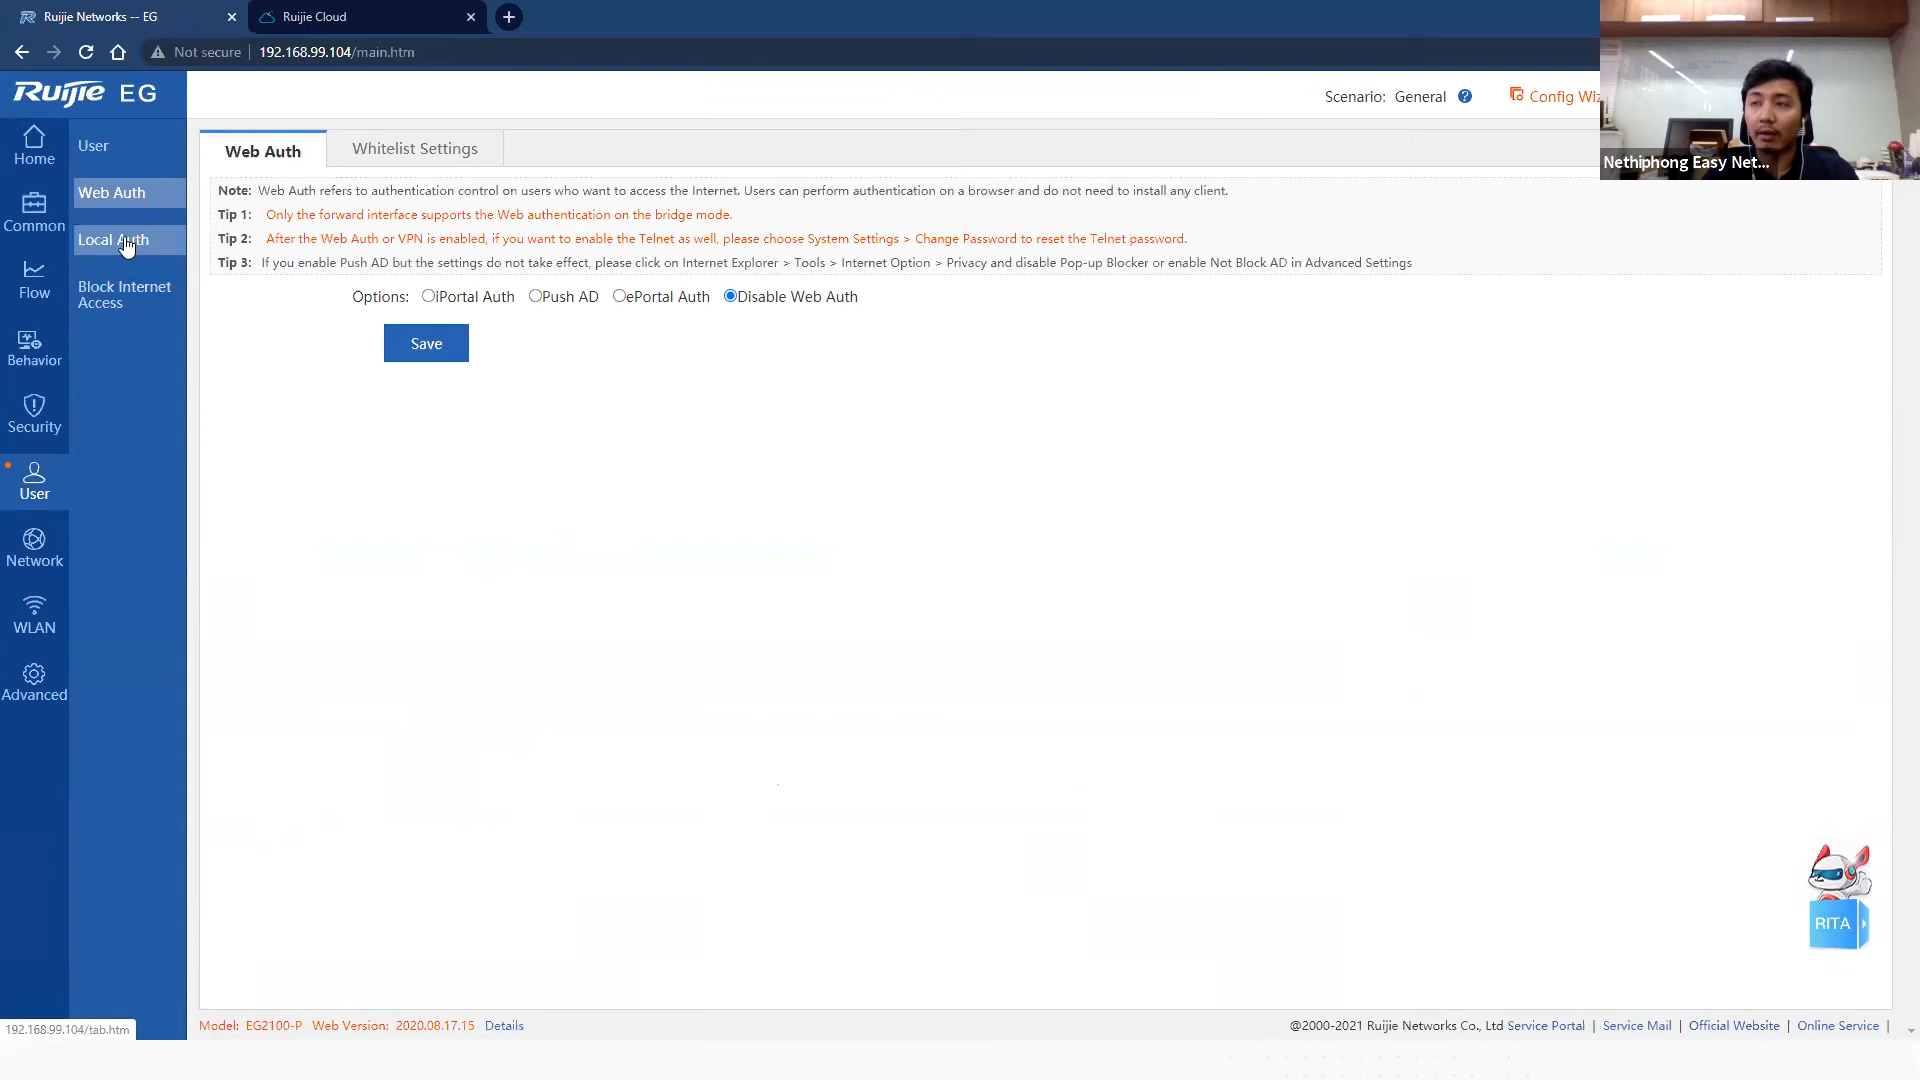 Ruijie Networks -- EG
Ruijie Cloud
Not secure
192.168.99.104/main.htm
Ruijie EG
Scenario: General
Config Wiz
Nethiphong Easy Net...
Home
Common
Flow
Behavior
Security
User
Network
WLAN
Advanced
User
Web Auth
Local Auth
Block Internet
Access
Web Auth
Whitelist Settings
Note: Web Auth refers to authentication control on users who want to access the Internet. Users can perform authentication on a browser and do not need to install any client.
Tip 1: Only the forward interface supports the Web authentication on the bridge mode.
Tip 2: After the Web Auth or VPN is enabled, if you want to enable the Telnet as well, please choose System Settings > Change Password to reset the Telnet password.
Tip 3: If you enable Push AD but the settings do not take effect, please click on Internet Explorer > Tools > Internet Option > Privacy and disable Pop-up Blocker or enable Not Block AD in Advanced Settings
Options: iPortal Auth Push AD ePortal Auth Disable Web Auth
Save
RITA
192.168.99.104/tab.htm
Model: EG2100-P Web Version: 2020.08.17.15 Details
@2000-2021 Ruijie Networks Co., Ltd Service Portal | Service Mail | Official Website | Online Service |